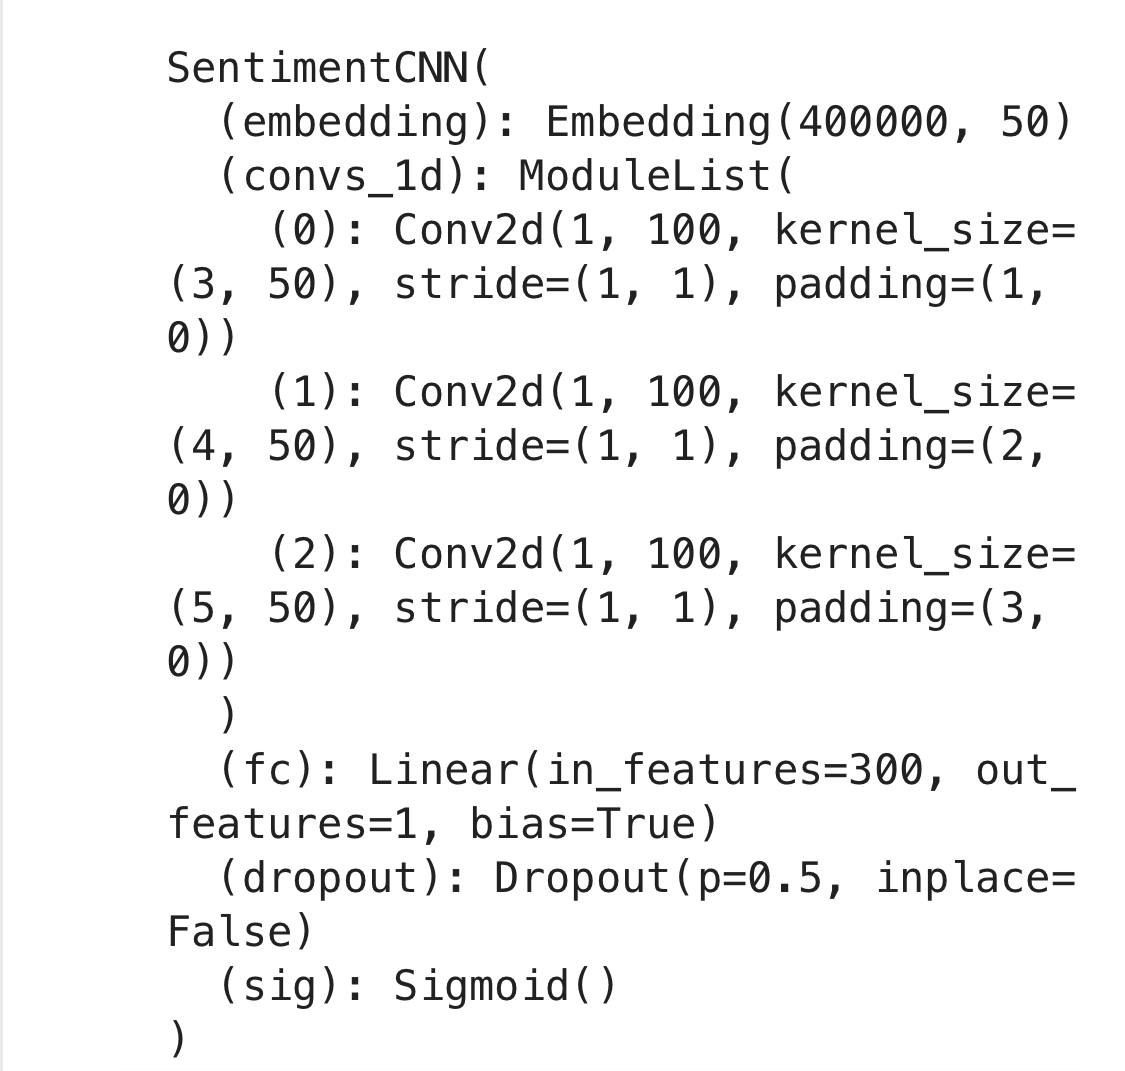 SentimentCNN(
  (embedding): Embedding(400000, 50)
  (convs_1d): ModuleList(
    (0): Conv2d(1, 100, kernel_size=
(3, 50), stride=(1, 1), padding=(1,
0))
    (1): Conv2d(1, 100, kernel_size=
(4, 50), stride=(1, 1), padding=(2,
0))
    (2): Conv2d(1, 100, kernel_size=
(5, 50), stride=(1, 1), padding=(3,
0))
  )
  (fc): Linear(in_features=300, out_
features=1, bias=True)
  (dropout): Dropout(p=0.5, inplace=
False)
  (sig): Sigmoid()
)